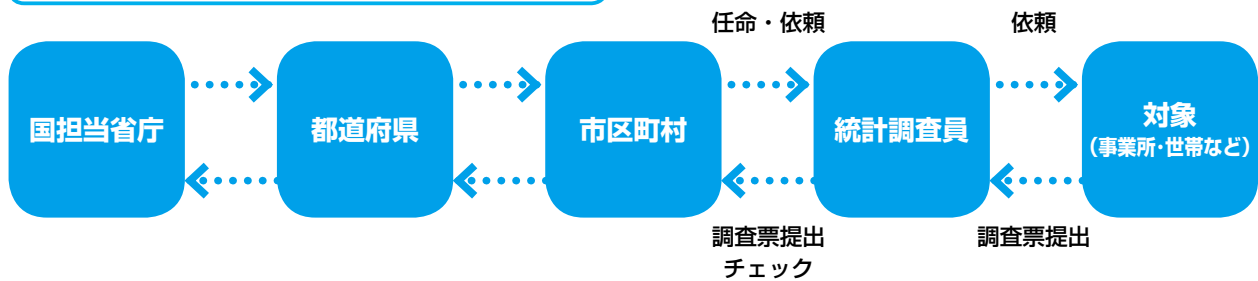 任命・依頼
依頼
国担当省庁
都道府県
市区町村
統計調査員
対象
(事業所・世帯など)
調査票提出
チェック
調査票提出